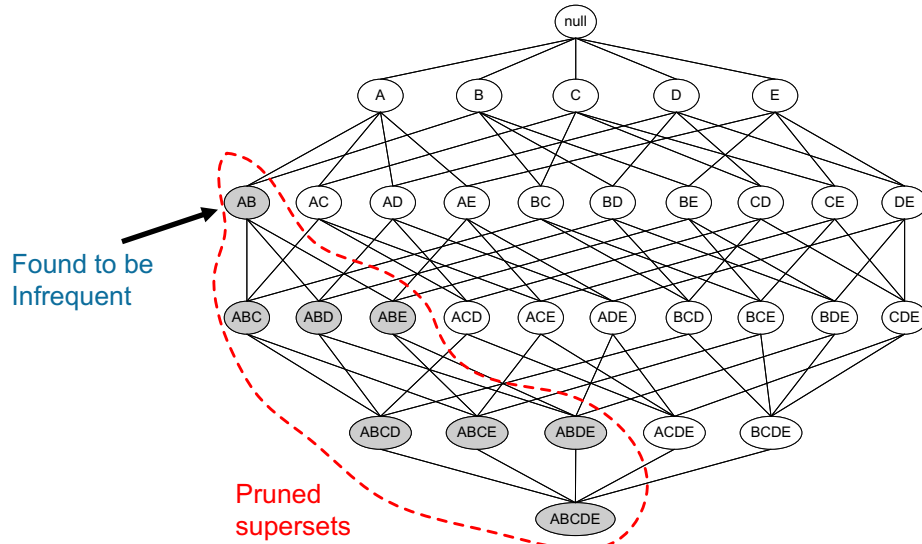 null
A
B
C
D
E
AB
AC
AD
AE
BC
BD
BE
CD
CE
DE
Found to be
Infrequent
ABC
ABD
ABE
ACD
ACE
ADE
BCD
BCE
BDE
CDE
ABCD
ABCE
ABDE
ACDE
BCDE
Pruned
supersets
ABCDE